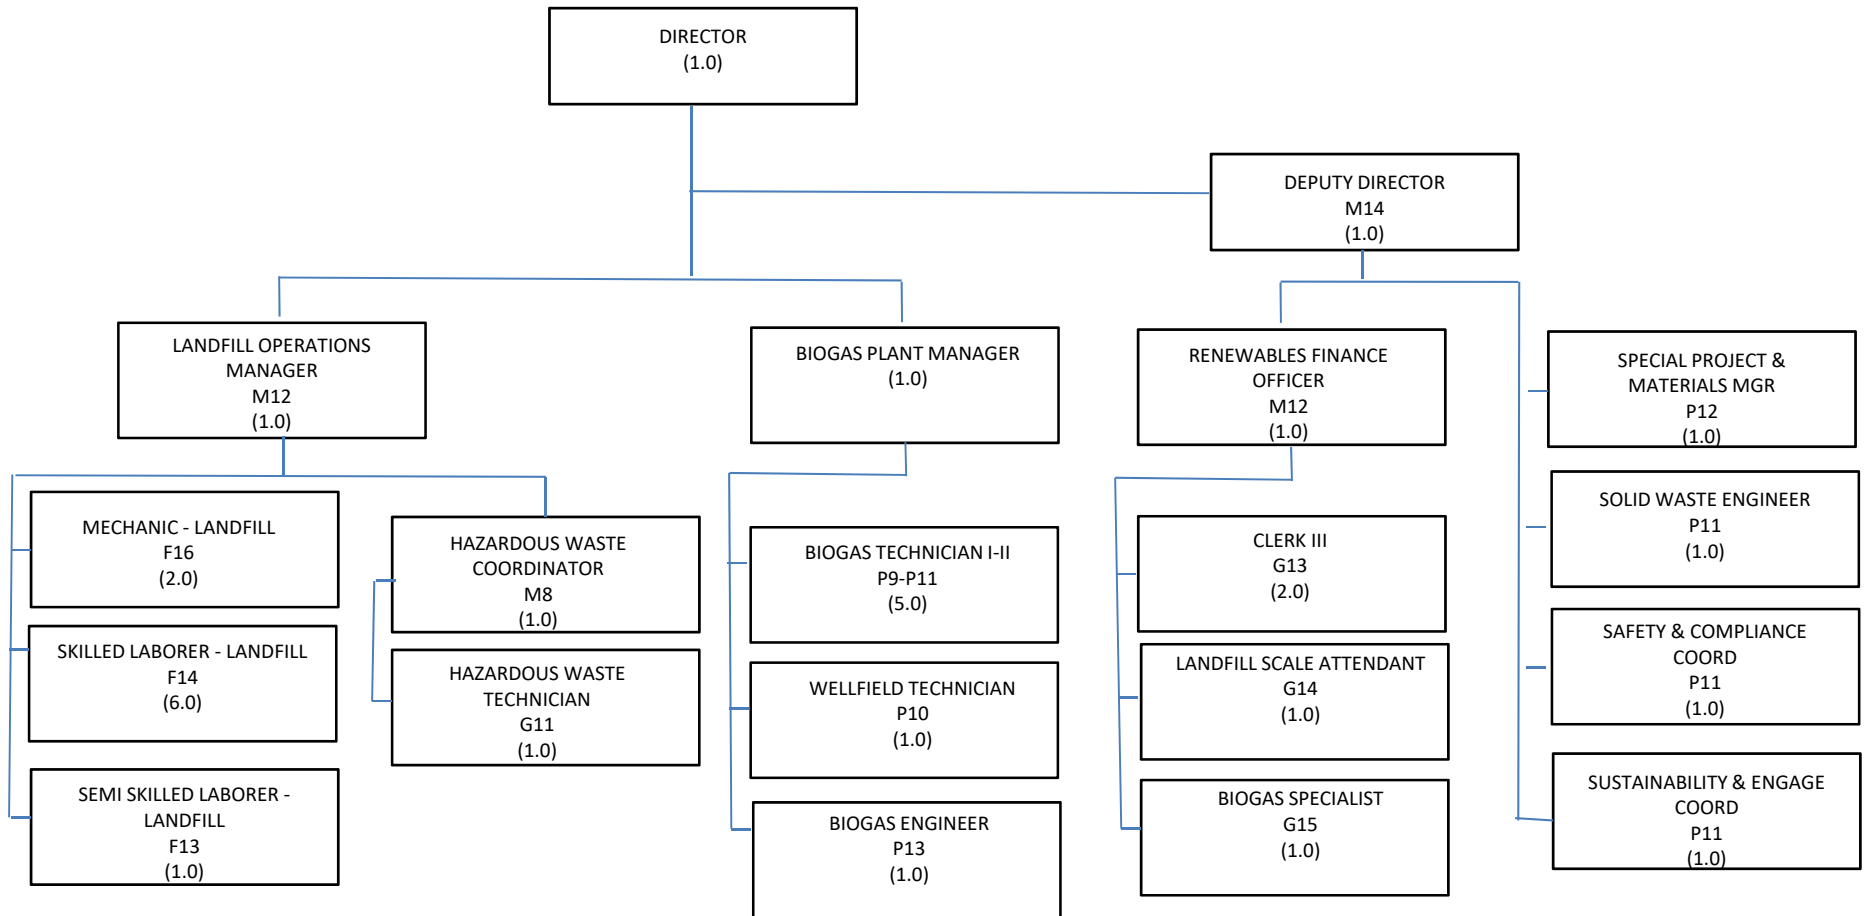 DIRECTOR
(1.0)
DEPUTY DIRECTOR
M14
(1.0)
LANDFILL OPERATIONS
MANAGER
M12
(1.0)
BIOGAS PLANT MANAGER
(1.0)
RENEWABLES FINANCE
OFFICER
M12
(1.0)
SPECIAL PROJECT &
MATERIALS MGR
P12
(1.0)
MECHANIC - LANDFILL
F16
(2.0)
HAZARDOUS WASTE
COORDINATOR
M8
(1.0)
BIOGAS TECHNICIAN I-II
P9-P11
(5.0)
CLERK III
G13
(2.0)
SOLID WASTE ENGINEER
P11
(1.0)
SKILLED LABORER - LANDFILL
F14
(6.0)
HAZARDOUS WASTE
TECHNICIAN
G11
(1.0)
WELLFIELD TECHNICIAN
P10
(1.0)
LANDFILL SCALE ATTENDANT
G14
(1.0)
SAFETY & COMPLIANCE
COORD
P11
(1.0)
SEMI SKILLED LABORER -
LANDFILL
F13
(1.0)
BIOGAS ENGINEER
P13
(1.0)
BIOGAS SPECIALIST
G15
(1.0)
SUSTAINABILITY & ENGAGE
COORD
P11
(1.0)